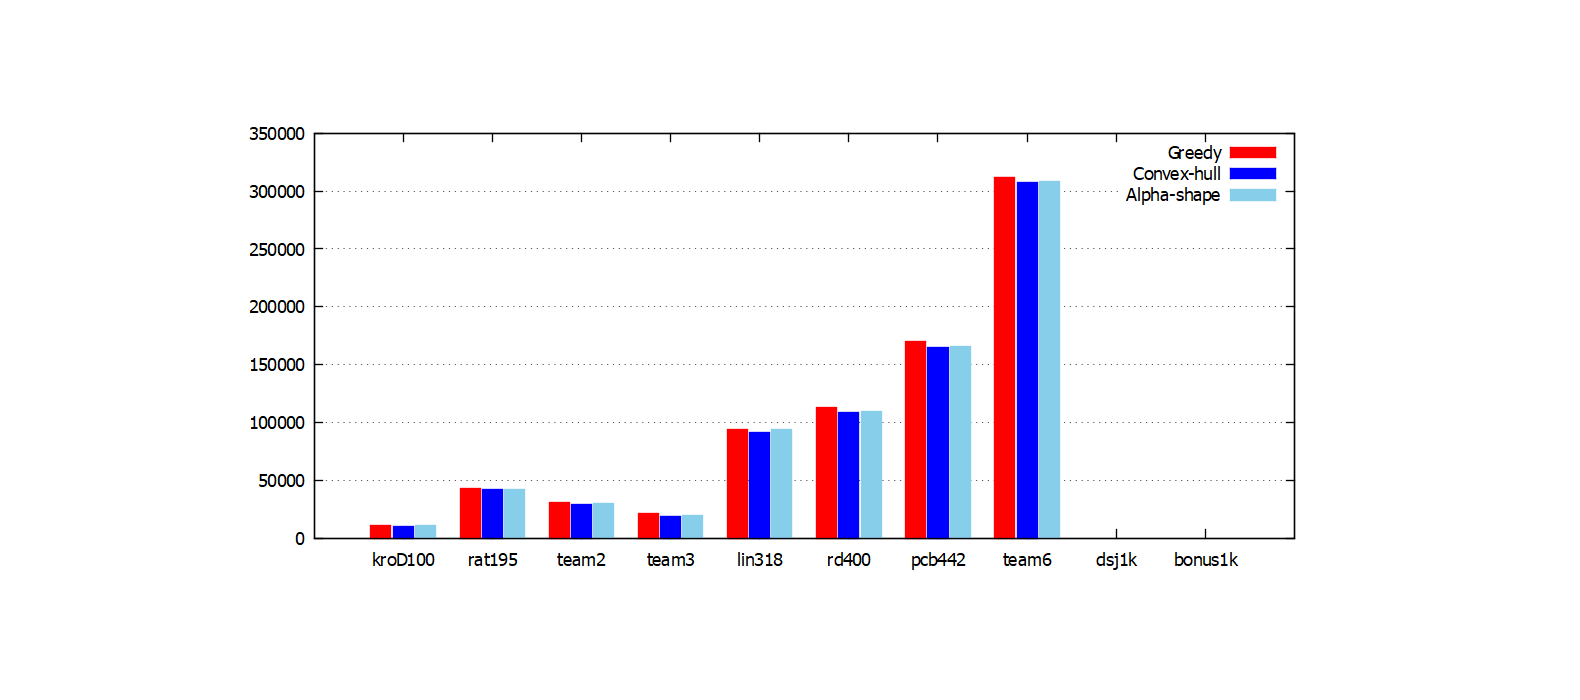 350000
300000
250000
200000
150000
100000
50000
0
Greedy
Convex-hull
Alpha-shape
kroD100 rat195 team2 team3 lin318 rd400 pcb442 team6 dsj1k bonus1k